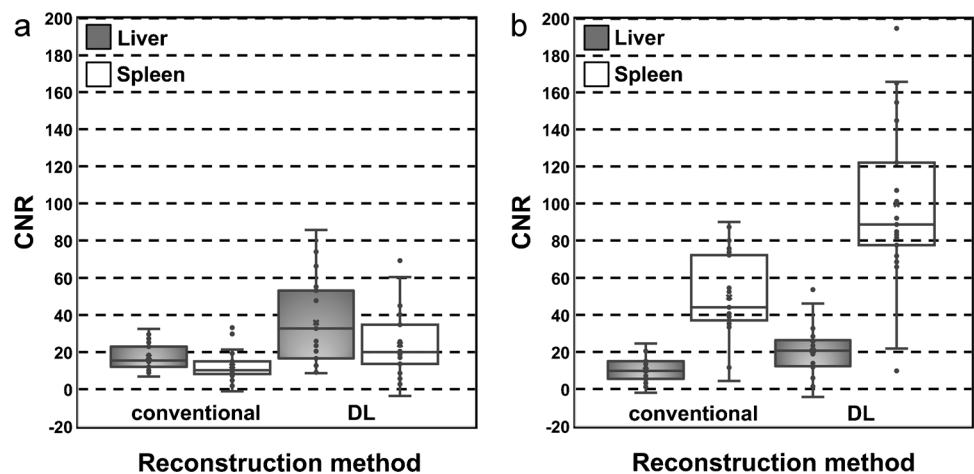 a
200
180
160
140
120
100
80
60
40
20
0
-20
CNR
Liver
Spleen
conventional DL
Reconstruction method
b
200
180
160
140
120
100
80
60
40
20
0
-20
CNR
Liver
Spleen
conventional DL
Reconstruction method